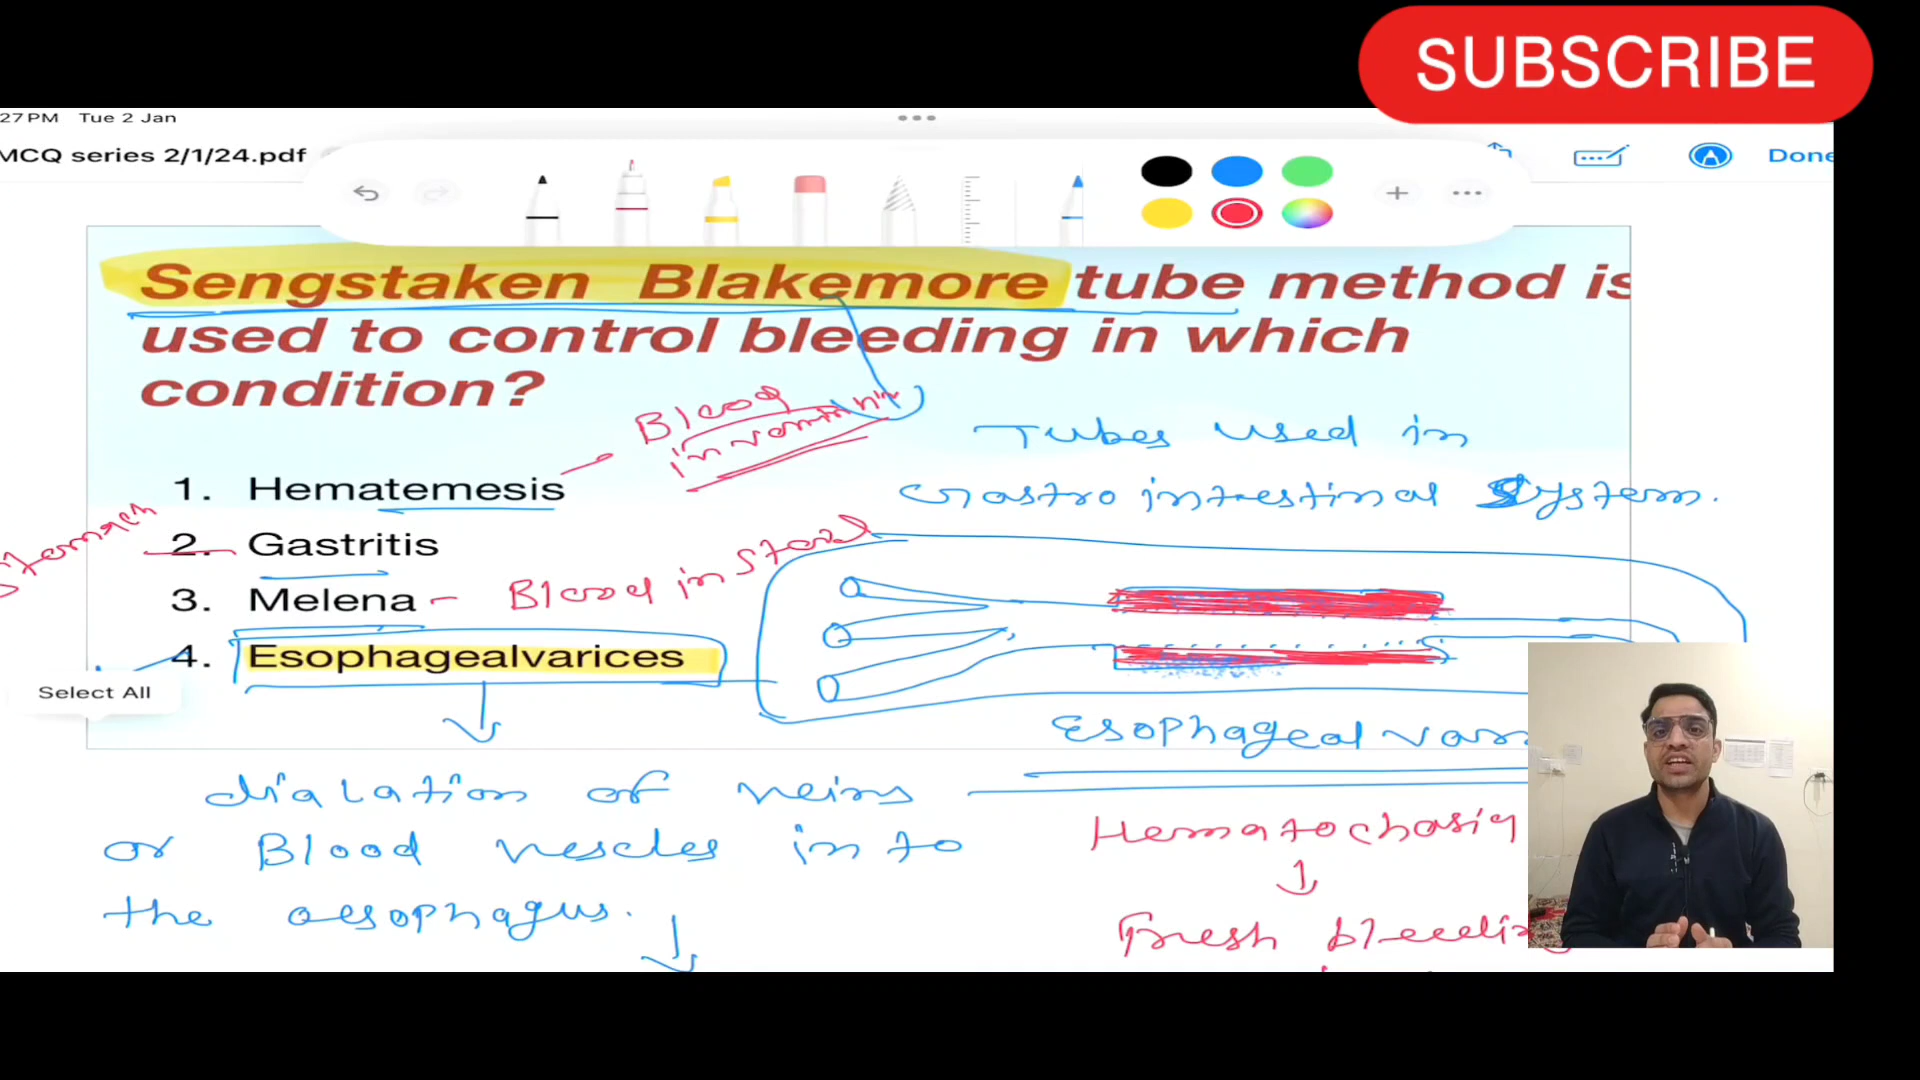 SUBSCRIBE
27 PM Tue 2 Jan
MCQ series 2/1/24.pdf
Done
Sengstaken Blakemore tube method is
used to control bleeding in which
condition?
Blood
in vomiting
Tubes used in
Gastro intestinal System.
1. Hematemesis
2. Gastritis
stomach
3. Melena - Blood in stool
4. Esophagealvarices
Select All
Esophageal var
dialation of veins
or Blood vescles in to
the oesophagus.
Hematochasia
Fresh bleedin